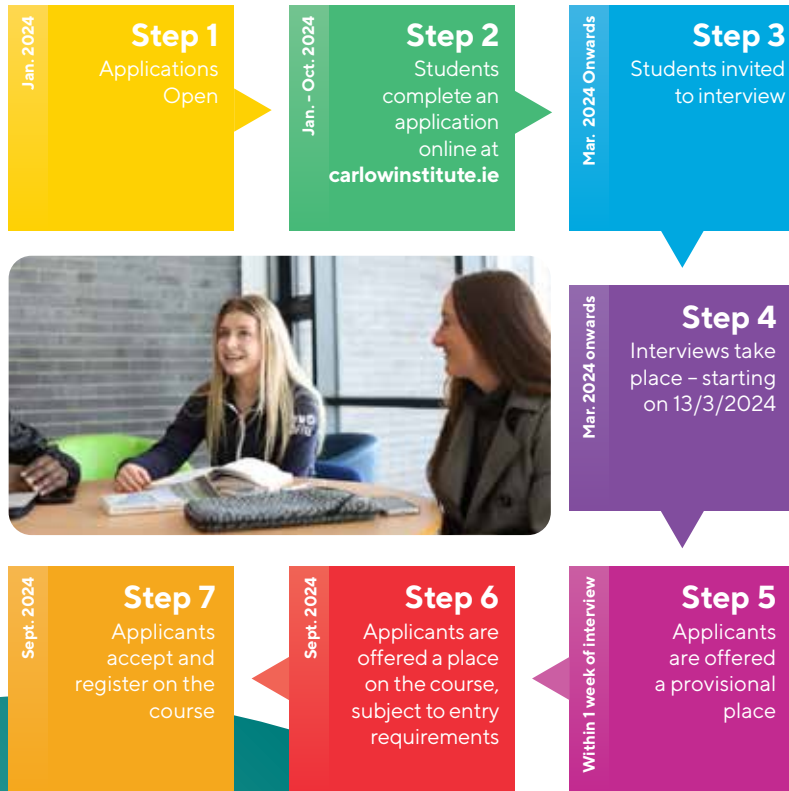 Jan. 2024
Step 1
Applications
Open
Jan. - Oct. 2024
Step 2
Students
complete an
application
online at
carlowinstitute.ie
Mar. 2024 Onwards
Step 3
Students invited
to interview
Mar. 2024 onwards
Step 4
Interviews take
place – starting
on 13/3/2024
Within 1 week of interview
Step 5
Applicants
are offered
a provisional
place
Sept. 2024
Step 6
Applicants are
offered a place
on the course,
subject to entry
requirements
Sept. 2024
Step 7
Applicants
accept and
register on the
course